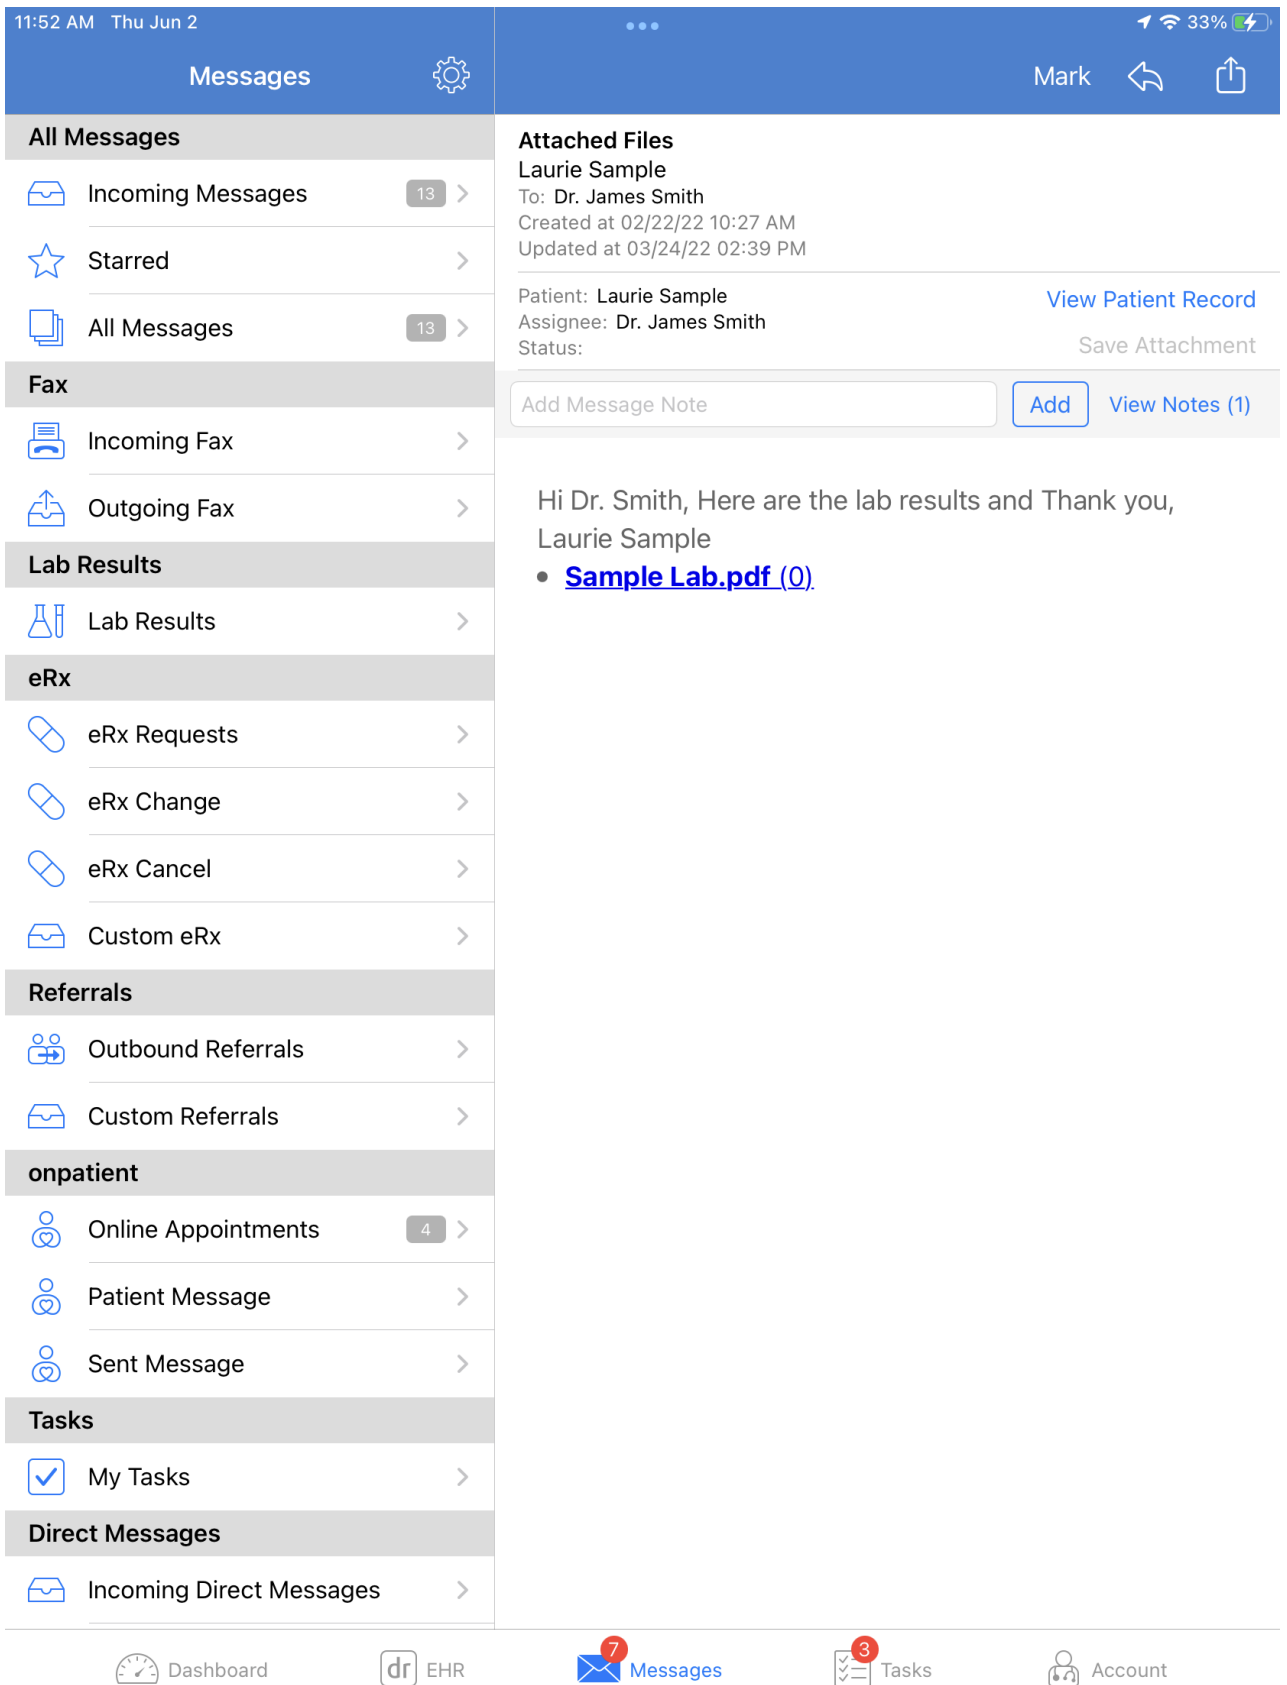 11:52 AM Thu Jun 2
33%
Messages
Mark
All Messages
Incoming Messages 13
Starred
All Messages 13
Fax
Incoming Fax
Outgoing Fax
Lab Results
Lab Results
eRx
eRx Requests
eRx Change
eRx Cancel
Custom eRx
Referrals
Outbound Referrals
Custom Referrals
onpatient
Online Appointments 4
Patient Message
Sent Message
Tasks
My Tasks
Direct Messages
Incoming Direct Messages
Attached Files
Laurie Sample
To: Dr. James Smith
Created at 02/22/22 10:27 AM
Updated at 03/24/22 02:39 PM
Patient: Laurie Sample
View Patient Record
Assignee: Dr. James Smith
Status:
Save Attachment
Add Message Note Add View Notes (1)
Hi Dr. Smith, Here are the lab results and Thank you,
Laurie Sample
• Sample Lab.pdf (0)
Dashboard
dr EHR
7 Messages
3 Tasks
Account